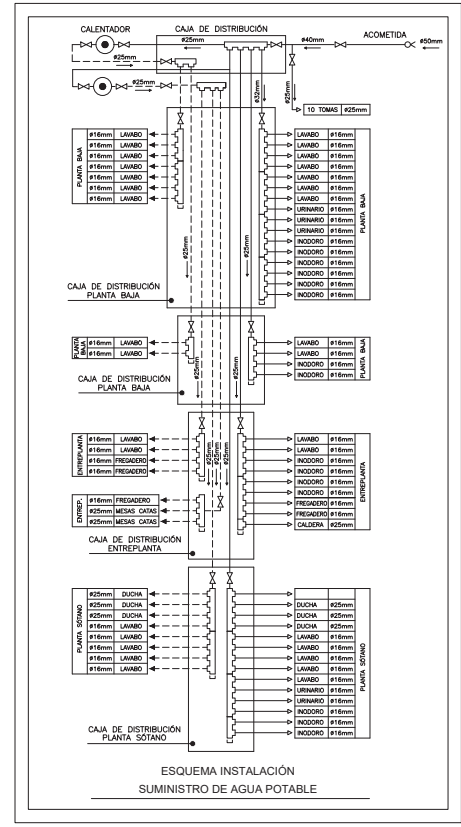 CALENTADOR
CAJA DE DISTRIBUCIÓN
ACOMETIDA
ø25mm
ø40mm
ø50mm
ø25mm
ø25mm
ø32mm
ø25mm
10 TOMAS ø25mm
PLANTA BAJA
ø16mm LAVABO
ø16mm LAVABO
ø16mm LAVABO
ø16mm LAVABO
ø16mm LAVABO
ø16mm LAVABO
ø16mm LAVABO
LAVABO ø16mm
LAVABO ø16mm
LAVABO ø16mm
LAVABO ø16mm
LAVABO ø16mm
LAVABO ø16mm
LAVABO ø16mm
URINARIO ø16mm
URINARIO ø16mm
URINARIO ø16mm
INODORO ø16mm
INODORO ø16mm
INODORO ø16mm
INODORO ø16mm
INODORO ø16mm
INODORO ø16mm
PLANTA BAJA
ø25mm
ø25mm
CAJA DE DISTRIBUCIÓN
PLANTA BAJA
PLANTA BAJA
ø16mm LAVABO
ø16mm LAVABO
LAVABO ø16mm
LAVABO ø16mm
INODORO ø16mm
INODORO ø16mm
PLANTA BAJA
CAJA DE DISTRIBUCIÓN
PLANTA BAJA
ø25mm
ø25mm
ENTREPLANTA
ø16mm LAVABO
ø16mm LAVABO
ø16mm FREGADERO
ø16mm FREGADERO
ø25mm
ø25mm
ø25mm
ENTREP.
ø16mm FREGADERO
ø25mm MESAS CATAS
ø25mm MESAS CATAS
LAVABO ø16mm
LAVABO ø16mm
INODORO ø16mm
INODORO ø16mm
INODORO ø16mm
INODORO ø16mm
FREGADERO ø16mm
FREGADERO ø16mm
CALDERA ø25mm
ENTREPLANTA
CAJA DE DISTRIBUCIÓN
ENTREPLANTA
PLANTA SÓTANO
ø25mm DUCHA
ø25mm DUCHA
ø25mm DUCHA
ø16mm LAVABO
ø16mm LAVABO
ø16mm LAVABO
ø16mm LAVABO
ø16mm LAVABO
DUCHA ø25mm
DUCHA ø25mm
DUCHA ø25mm
LAVABO ø16mm
LAVABO ø16mm
LAVABO ø16mm
LAVABO ø16mm
LAVABO ø16mm
URINARIO ø16mm
URINARIO ø16mm
INODORO ø16mm
INODORO ø16mm
INODORO ø16mm
PLANTA SÓTANO
CAJA DE DISTRIBUCIÓN
PLANTA SÓTANO
ESQUEMA INSTALACIÓN
SUMINISTRO DE AGUA POTABLE